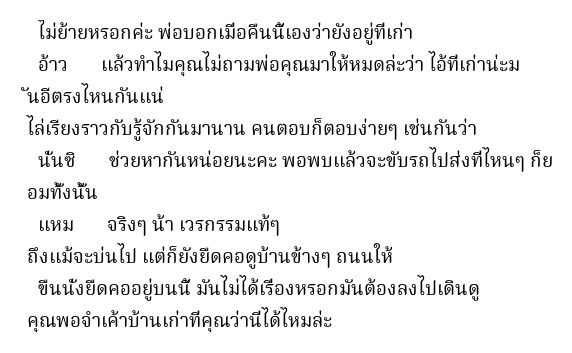 ไม่ย้ายหรอกค่ะ พ่อบอกเมื่อคืนนี้เองว่ายังอยู่ที่เก่า
อ้าว แล้วทำไมคุณไม่ถามพ่อคุณมาให้หมดล่ะว่า ไอ้ที่เก่าน่ะม
ันอีตรงไหนกันแน่
ไล่เรียงราวกับรู้จักกันมานาน คนตอบก็ตอบง่ายๆ เช่นกันว่า
นั่นซิ ช่วยหากันหน่อยนะคะ พอพบแล้วจะขับรถไปส่งที่ไหนๆ ก็ย
อมทั้งนั้น
แหม จริงๆ น้า เวรกรรมแท้ๆ
ถึงแม้จะบ่นไป แต่ก็ยังยืดคอดูบ้านข้างๆ ถนนให้
ขืนนั่งยืดคออยู่บนนี้ มันไม่ได้เรื่องหรอกมันต้องลงไปเดินดู
คุณพอจำเค้าบ้านเก่าที่คุณว่านี่ได้ไหมล่ะ